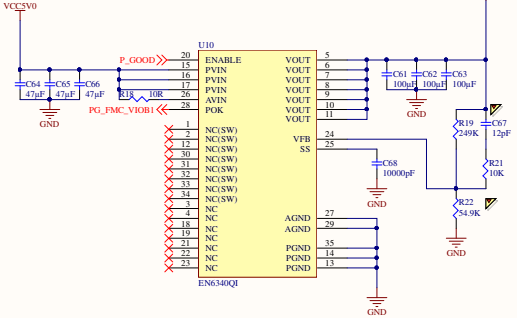 VCC5V0
U10
P_GOOD 20 ENABLE VOUT 5
15 PVIN VOUT 6
16 PVIN VOUT 7
17 PVIN VOUT 8
R18 10R 26 AVIN VOUT 9
PG_FMC_VIOB1 28 POK VOUT 10
VOUT 11
C64 47µF C65 47µF C66 47µF
GND
C61 100µF C62 100µF C63 100µF
GND
1 NC(SW)
2 NC(SW) VFB 24
12 NC(SW) SS 25
30 NC(SW)
31 NC(SW)
32 NC(SW)
33 NC(SW)
34 NC(SW)
3 NC
4 NC AGND 27
18 NC AGND 29
19 NC
21 NC PGND 35
22 NC PGND 14
23 NC PGND 13
EN6340QI
R19 249K
C67 12pF
C68 10000pF
GND
R21 10K
R22 54.9K
GND
GND